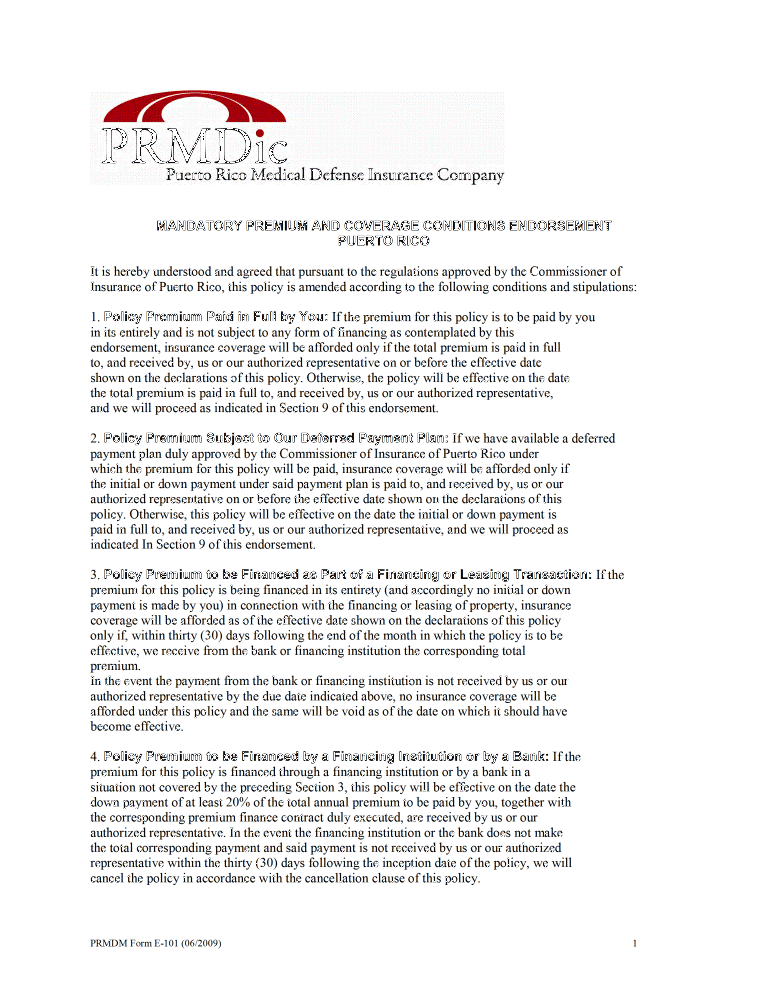 PRMDic
Puerto Rico Medical Defense Insurance Company
MANDATORY PREMIUM AND COVERAGE CONDITIONS ENDORSEMENT
PUERTO RICO
It is hereby understood and agreed that pursuant to the regulations approved by the Commissioner of
Insurance of Puerto Rico, this policy is amended according to the following conditions and stipulations:
1. Policy Premium Paid in Full by You: If the premium for this policy is to be paid by you
in its entirely and is not subject to any form of financing as contemplated by this
endorsement, insurance coverage will be afforded only if the total premium is paid in full
to, and received by, us or our authorized representative on or before the effective date
shown on the declarations of this policy. Otherwise, the policy will be effective on the date
the total premium is paid in full to, and received by, us or our authorized representative,
and we will proceed as indicated in Section 9 of this endorsement.
2. Policy Premium Subject to Our Deferred Payment Plan: If we have available a deferred
payment plan duly approved by the Commissioner of Insurance of Puerto Rico under
which the premium for this policy will be paid, insurance coverage will be afforded only if
the initial or down payment under said payment plan is paid to, and received by, us or our
authorized representative on or before the effective date shown on the declarations of this
policy. Otherwise, this policy will be effective on the date the initial or down payment is
paid in full to, and received by, us or our authorized representative, and we will proceed as
indicated In Section 9 of this endorsement.
3. Policy Premium to be Financed as Part of a Financing or Leasing Transaction: If the
premium for this policy is being financed in its entirety (and accordingly no initial or down
payment is made by you) in connection with the financing or leasing of property, insurance
coverage will be afforded as of the effective date shown on the declarations of this policy
only if, within thirty (30) days following the end of the month in which the policy is to be
effective, we receive from the bank or financing institution the corresponding total
premium.
In the event the payment from the bank or financing institution is not received by us or our
authorized representative by the due date indicated above, no insurance coverage will be
afforded under this policy and the same will be void as of the date on which it should have
become effective.
4. Policy Premium to be Financed by a Financing Institution or by a Bank: If the
premium for this policy is financed through a financing institution or by a bank in a
situation not covered by the preceding Section 3, this policy will be effective on the date the
down payment of at least 20% of the total annual premium to be paid by you, together with
the corresponding premium finance contract duly executed, are received by us or our
authorized representative. In the event the financing institution or the bank does not make
the total corresponding payment and said payment is not received by us or our authorized
representative within the thirty (30) days following the inception date of the policy, we will
cancel the policy in accordance with the cancellation clause of this policy.
PRMDM Form E-101 (06/2009)
1